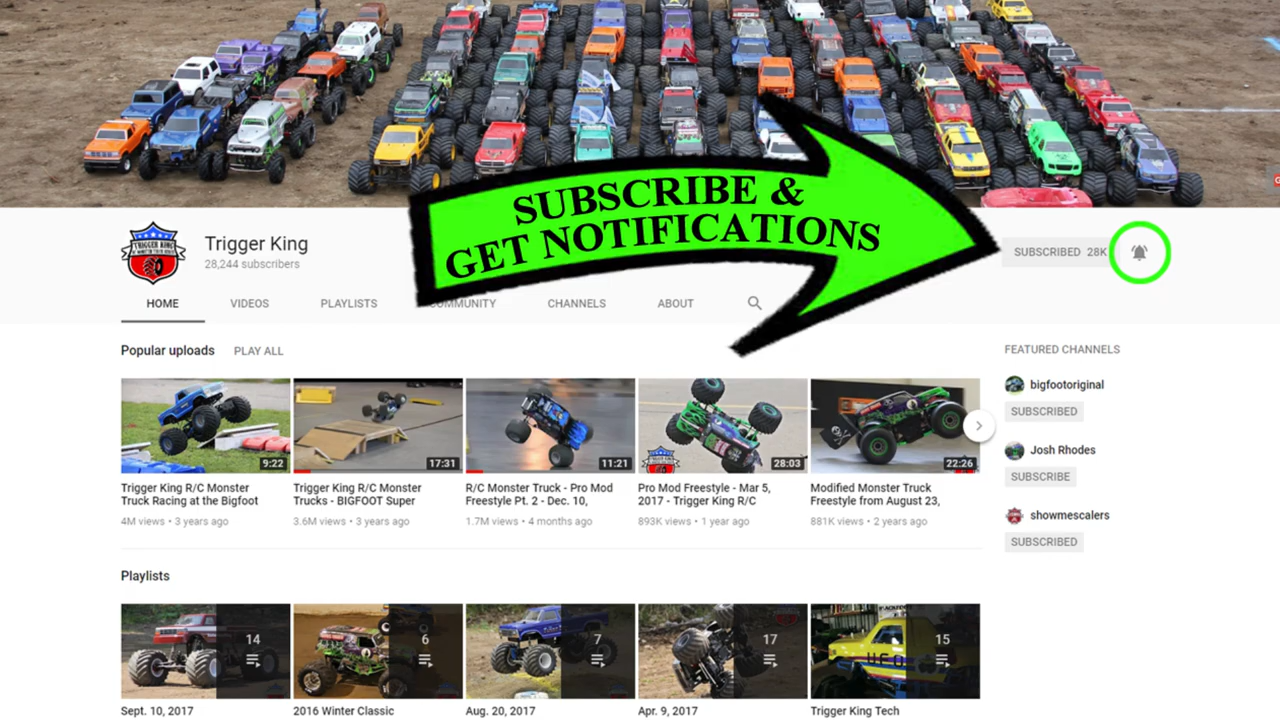 SUBSCRIBE &
GET NOTIFICATIONS
TRIGGER KING
Trigger King
28,244 subscribers
SUBSCRIBED 28K
HOME
VIDEOS
PLAYLISTS
COMMUNITY
CHANNELS
ABOUT
Popular uploads
PLAY ALL
9:22
17:31
11:21
28:03
22:26
Trigger King R/C Monster
Truck Racing at the Bigfoot
4M views • 3 years ago
Trigger King R/C Monster
Trucks - BIGFOOT Super
3.6M views • 3 years ago
R/C Monster Truck - Pro Mod
Freestyle Pt. 2 - Dec. 10,
1.7M views • 4 months ago
Pro Mod Freestyle - Mar 5,
2017 - Trigger King R/C
893K views • 1 year ago
Modified Monster Truck
Freestyle from August 23,
881K views • 2 years ago
FEATURED CHANNELS
bigfootoriginal
SUBSCRIBED
Josh Rhodes
SUBSCRIBE
showmescalers
SUBSCRIBED
Playlists
14
6
7
17
15
UFO
Sept. 10, 2017
2016 Winter Classic
Aug. 20, 2017
Apr. 9, 2017
Trigger King Tech